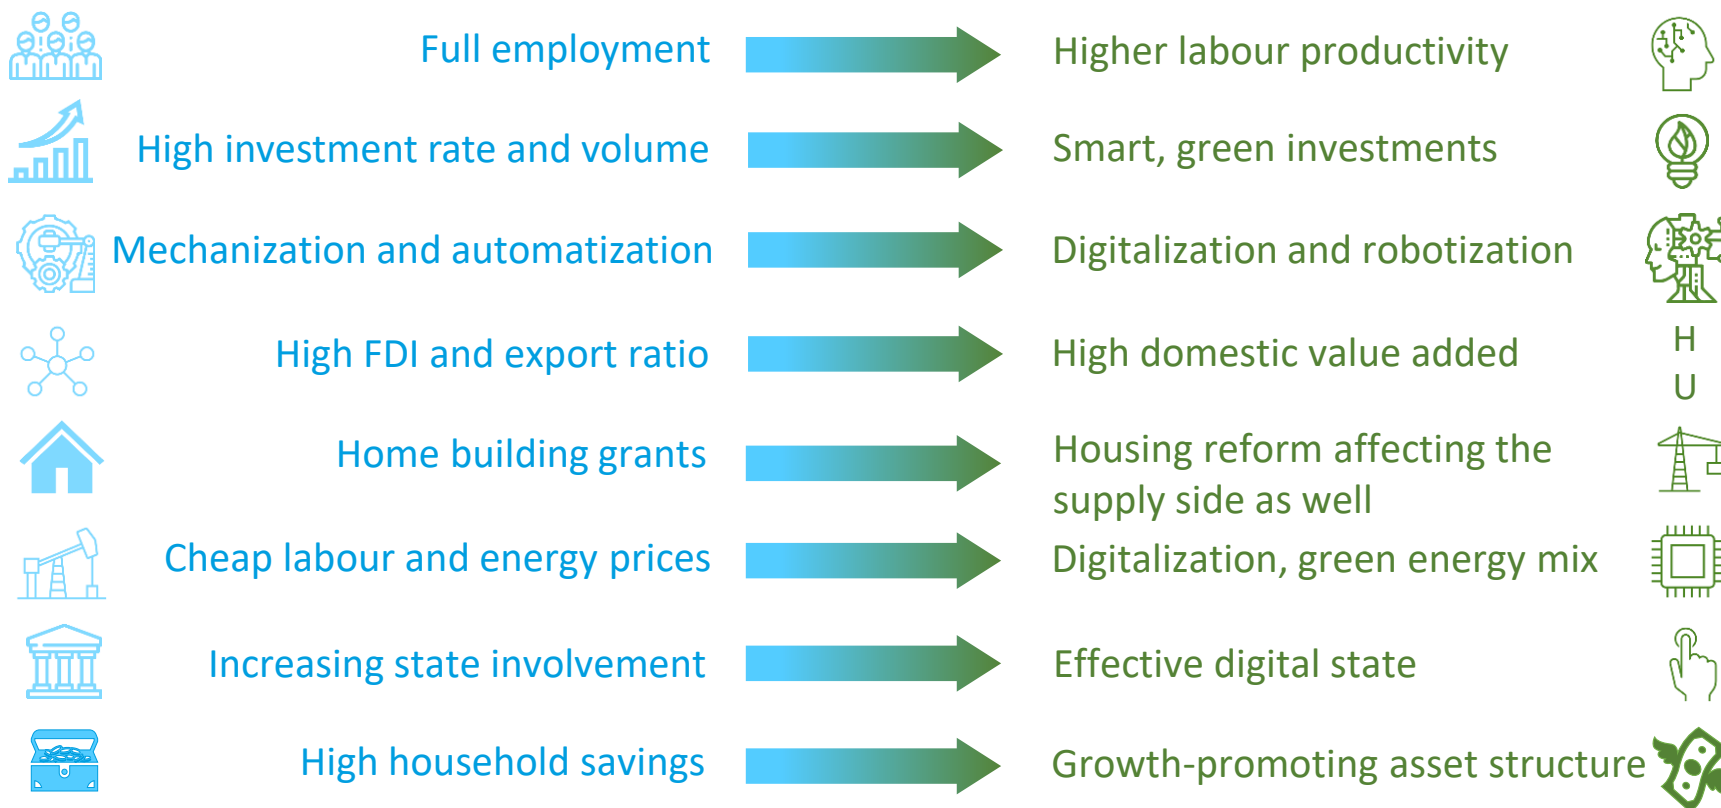 Full employment
Higher labour productivity
High investment rate and volume
Smart, green investments
Mechanization and automatization
Digitalization and robotization
High FDI and export ratio
High domestic value added
H
U
Home building grants
Housing reform affecting the
supply side as well
Cheap labour and energy prices
Digitalization, green energy mix
Increasing state involvement
Effective digital state
High household savings
Growth-promoting asset structure